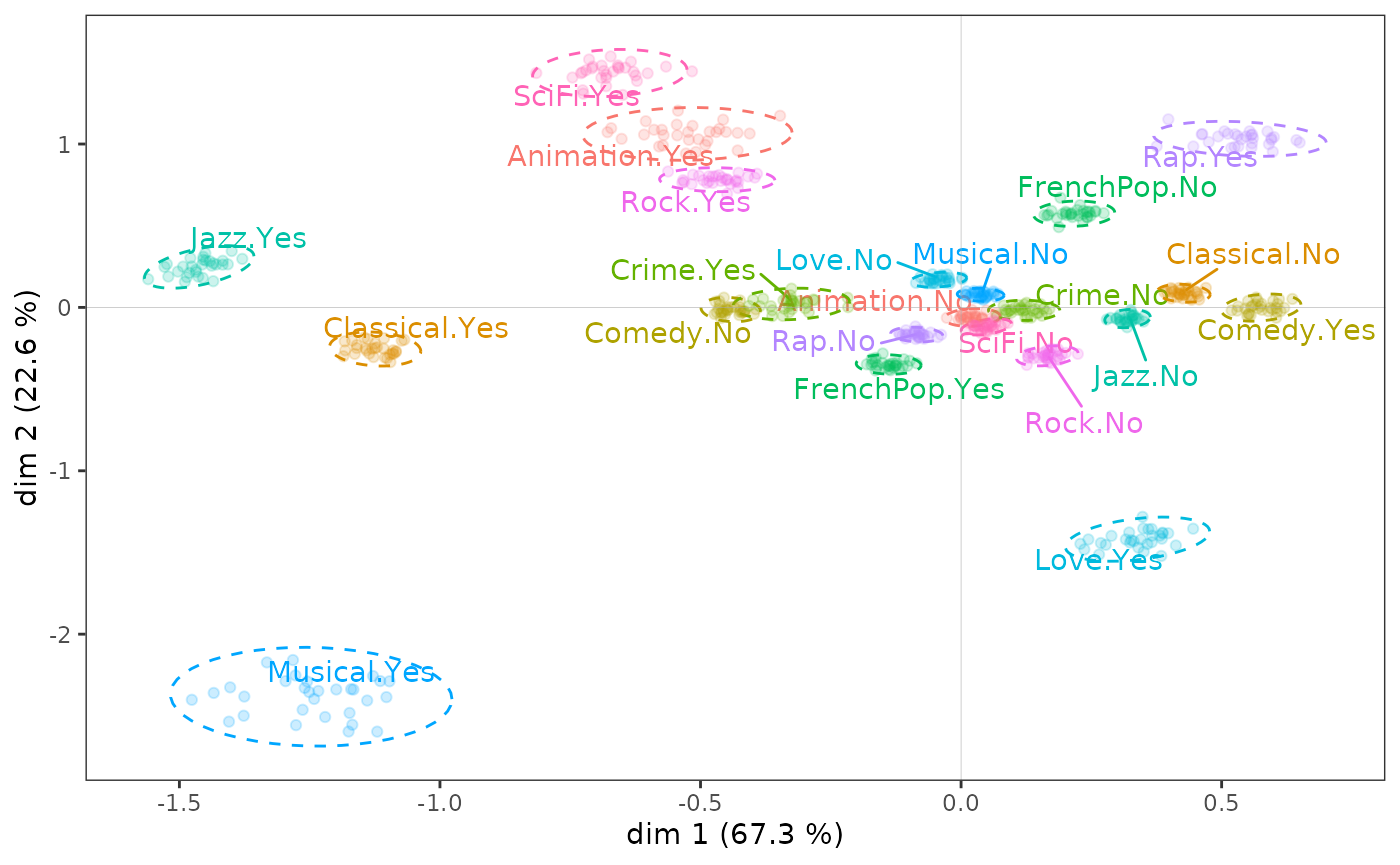 SciFi.Yes
Animation.Yes
Rap.Yes
1
FrenchPop.No
Rock.Yes
Jazz.Yes
Love.No
Musical.No
Classical.No
Crime.Yes
Animation.No
Crime.No
0
Classical.Yes
Comedy.No
Rap.No
SciFi.No
Comedy.Yes
Jazz.No
FrenchPop.Yes
Rock.No
dim 2 (22.6 %)
-1
Love.Yes
-2
Musical.Yes
-1.5
-1.0
-0.5
0.0
0.5
dim 1 (67.3 %)